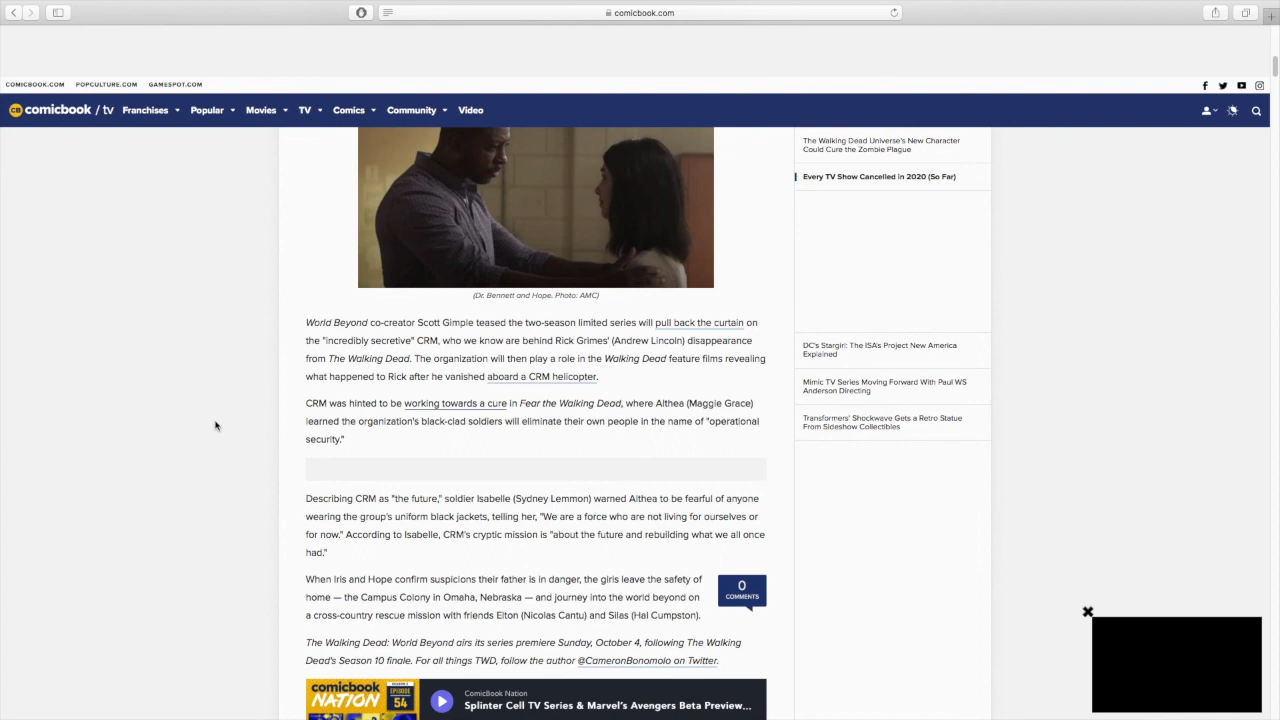 comicbook.com
COMICBOOK.COM POPCULTURE.COM GAMESPOT.COM
CB comicbook / tv Franchises Popular Movies TV Comics Community Video
(Dr. Bennett and Hope. Photo: AMC)
World Beyond co-creator Scott Gimple teased the two-season limited series will pull back the curtain on
the "incredibly secretive" CRM, who we know are behind Rick Grimes' (Andrew Lincoln) disappearance
from The Walking Dead. The organization will then play a role in the Walking Dead feature films revealing
what happened to Rick after he vanished aboard a CRM helicopter.
CRM was hinted to be working towards a cure in Fear the Walking Dead, where Althea (Maggie Grace)
learned the organization's black-clad soldiers will eliminate their own people in the name of "operational
security."
Describing CRM as "the future," soldier Isabelle (Sydney Lemmon) warned Althea to be fearful of anyone
wearing the group's uniform black jackets, telling her, "We are a force who are not living for ourselves or
for now." According to Isabelle, CRM's cryptic mission is "about the future and rebuilding what we all once
had."
When Iris and Hope confirm suspicions their father is in danger, the girls leave the safety of
home — the Campus Colony in Omaha, Nebraska — and journey into the world beyond on
a cross-country rescue mission with friends Elton (Nicolas Cantu) and Silas (Hal Cumpston).
0
COMMENTS
The Walking Dead: World Beyond airs its series premiere Sunday, October 4, following The Walking
Dead's Season 10 finale. For all things TWD, follow the author @CameronBonomolo on Twitter.
comicbook
NATION
EPISODE
54
ComicBook Nation
Splinter Cell TV Series & Marvel's Avengers Beta Preview...
The Walking Dead Universe's New Character
Could Cure the Zombie Plague
Every TV Show Cancelled in 2020 (So Far)
DC's Stargirl: The ISA's Project New America
Explained
Mimic TV Series Moving Forward With Paul WS
Anderson Directing
Transformers' Shockwave Gets a Retro Statue
From Sideshow Collectibles